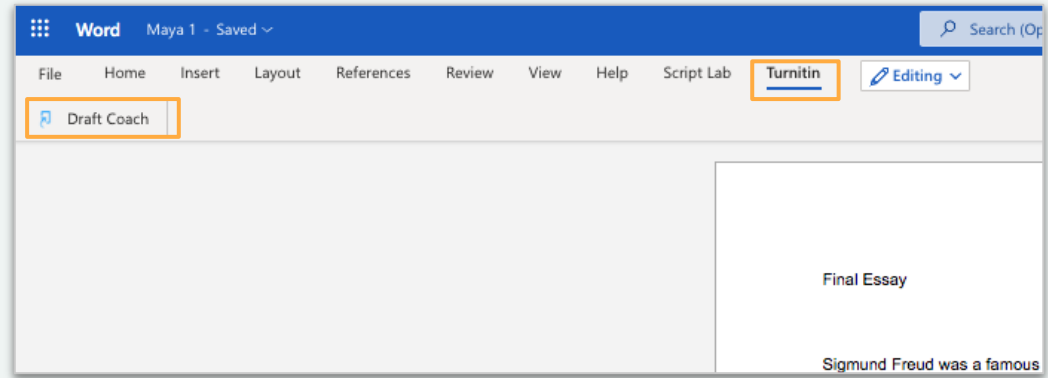 Word Maya 1 - Saved Search (Op
File Home Insert Layout References Review View Help Script Lab Turnitin Editing
Draft Coach
Final Essay
Sigmund Freud was a famous